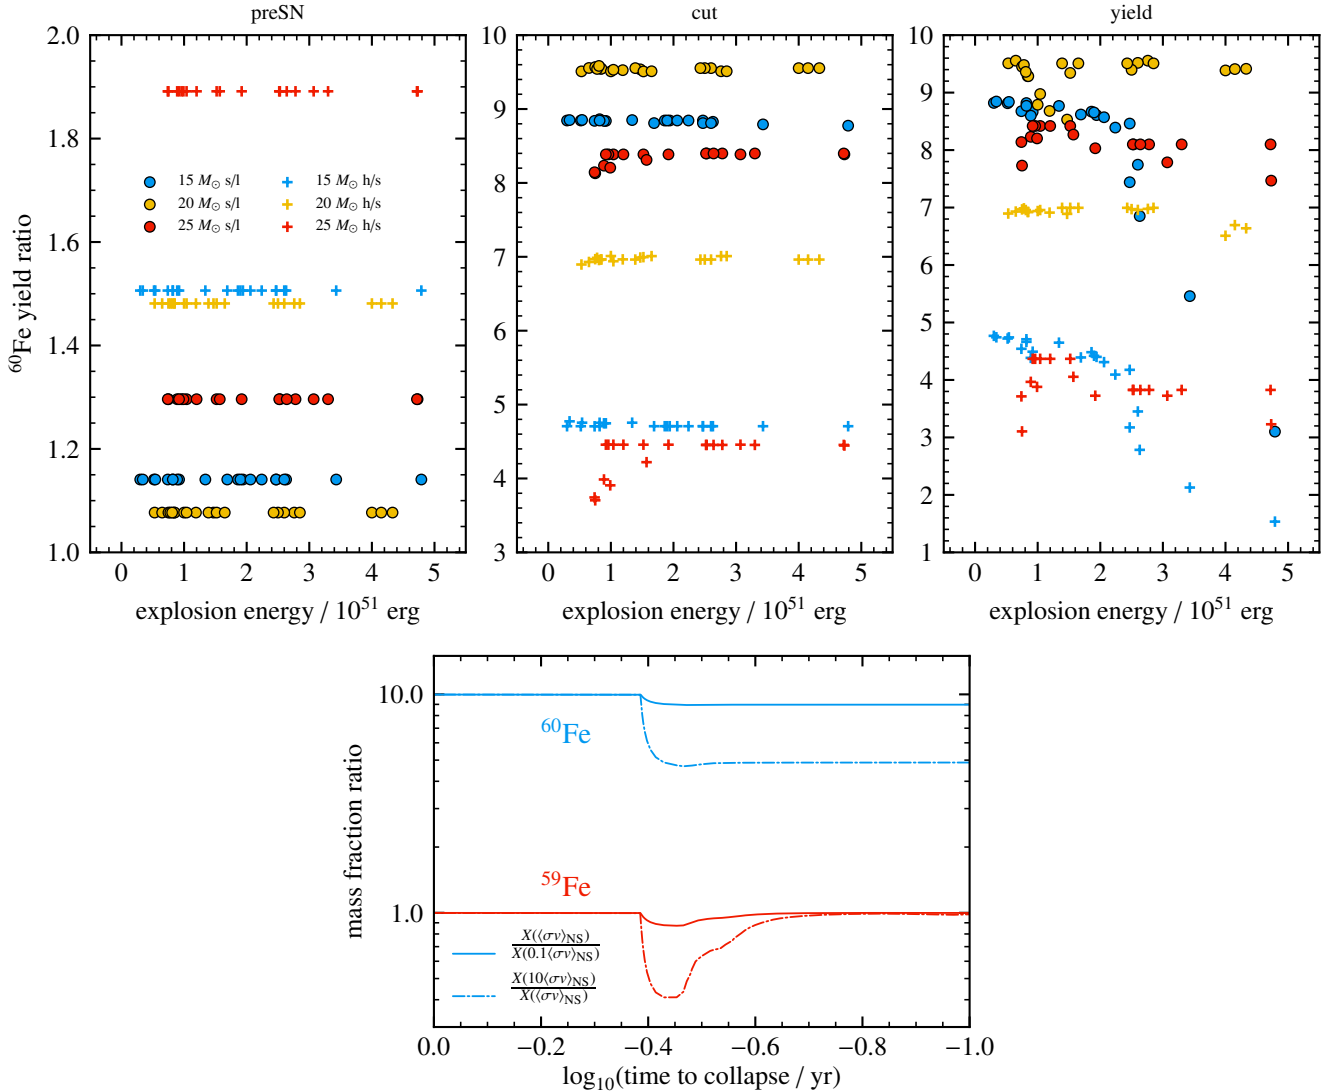 preSN
cut
yield
⁶⁰Fe yield ratio
2.0
1.8
1.6
1.4
1.2
1.0
15 M⊙ s/l
20 M⊙ s/l
25 M⊙ s/l
15 M⊙ h/s
20 M⊙ h/s
25 M⊙ h/s
0 1 2 3 4 5
explosion energy / 10⁵¹ erg
10
9
8
7
6
5
4
3
0 1 2 3 4 5
explosion energy / 10⁵¹ erg
10
9
8
7
6
5
4
3
2
1
0 1 2 3 4 5
explosion energy / 10⁵¹ erg
mass fraction ratio
10.0
1.0
⁶⁰Fe
⁵⁹Fe
X(⟨σv⟩NS)
X(0.1⟨σv⟩NS)
X(10⟨σv⟩NS)
X(⟨σv⟩NS)
0.0 −0.2 −0.4 −0.6 −0.8 −1.0
log₁₀(time to collapse / yr)